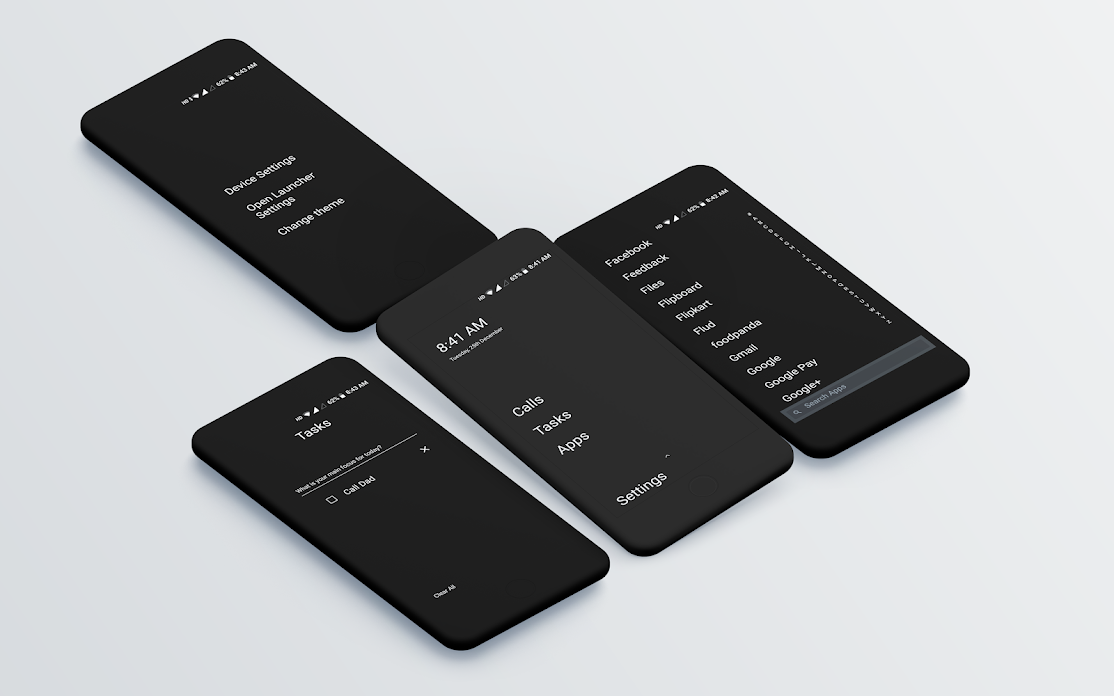 HD 62% 8:43 AM
Device Settings
Open Launcher
Settings
Change theme
HD 63% 8:41 AM
8:41 AM
Tuesday, 25th December
Calls
Tasks
Apps
Settings
HD 62% 8:42 AM
Facebook
Feedback
Files
Flipboard
Flipkart
Flud
foodpanda
Gmail
Google
Google Pay
Google+
Search Apps
# A B C D E F G H I J K L M N O P Q R S T U V W X Y Z
HD 62% 8:43 AM
Tasks
What is your main focus for today?
Call Dad
Clear All